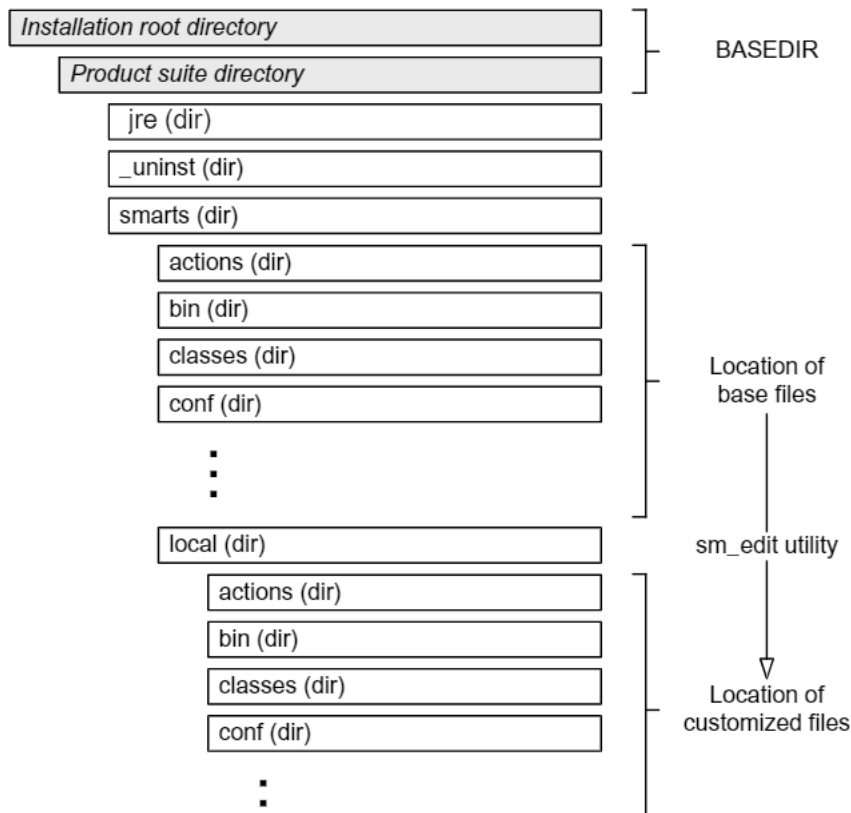 Installation root directory
BASEDIR
Product suite directory
jre (dir)
_uninst (dir)
smarts (dir)
actions (dir)
bin (dir)
classes (dir)
Location of
base files
conf (dir)
local (dir)
sm_edit utility
actions (dir)
bin (dir)
classes (dir)
Location of
customized files
conf (dir)